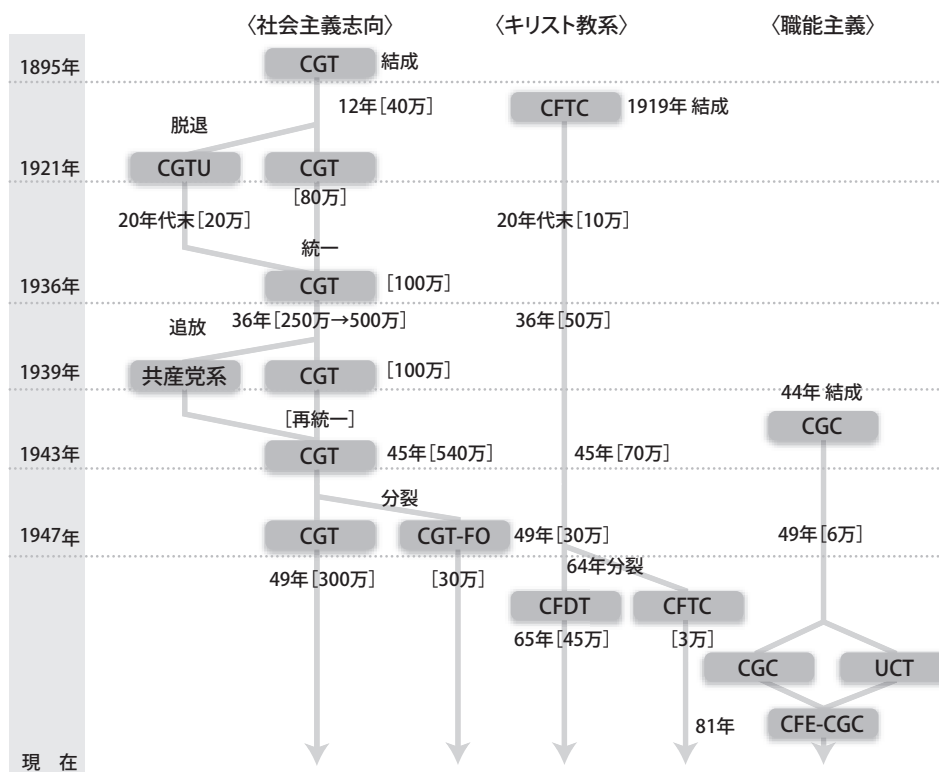 〈社会主義志向〉 〈キリスト教系〉 〈職能主義〉
1895年 CGT 結成
12年[40万] CFTC 1919年 結成
脱退
1921年 CGTU CGT
[80万]
20年代末[20万] 20年代末[10万]
統一
1936年 CGT [100万]
36年[250万→500万] 36年[50万]
追放
1939年 共産党系 CGT [100万]
44年 結成
[再統一] CGC
1943年 CGT 45年[540万] 45年[70万]
分裂
1947年 CGT CGT-FO 49年[30万] 49年[6万]
64年分裂
49年[300万] [30万]
CFDT CFTC
65年[45万] [3万]
CGC UCT
81年 CFE-CGC
現 在